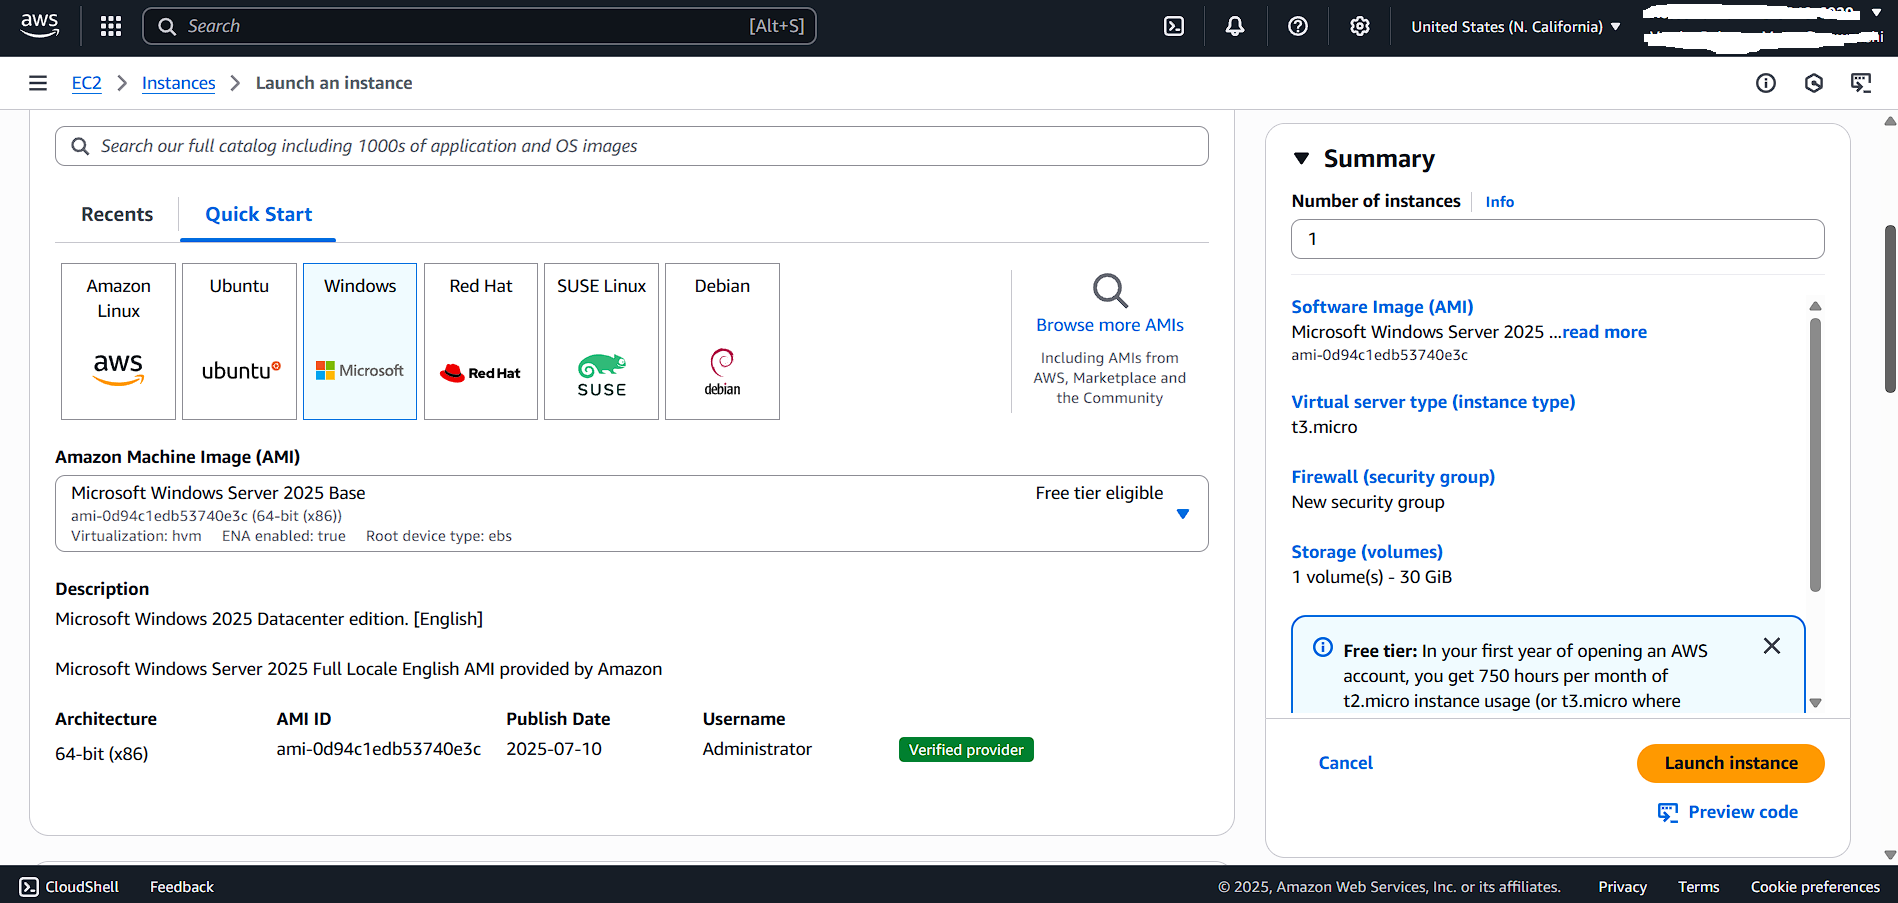 aws
Search [Alt+S]
United States (N. California)
EC2 Instances Launch an instance
Search our full catalog including 1000s of application and OS images
Recents
Quick Start
Amazon Linux
aws
Ubuntu
ubuntu
Windows
Microsoft
Red Hat
Red Hat
SUSE Linux
SUSE
Debian
debian
Browse more AMIs
Including AMIs from
AWS, Marketplace and
the Community
Amazon Machine Image (AMI)
Microsoft Windows Server 2025 Base
Free tier eligible
ami-0d94c1edb53740e3c (64-bit (x86))
Virtualization: hvm ENA enabled: true Root device type: ebs
Description
Microsoft Windows 2025 Datacenter edition. [English]
Microsoft Windows Server 2025 Full Locale English AMI provided by Amazon
Architecture
64-bit (x86)
AMI ID
ami-0d94c1edb53740e3c
Publish Date
2025-07-10
Username
Administrator
Verified provider
Summary
Number of instances Info
1
Software Image (AMI)
Microsoft Windows Server 2025 ...read more
ami-0d94c1edb53740e3c
Virtual server type (instance type)
t3.micro
Firewall (security group)
New security group
Storage (volumes)
1 volume(s) - 30 GiB
Free tier: In your first year of opening an AWS
account, you get 750 hours per month of
t2.micro instance usage (or t3.micro where
Cancel
Launch instance
Preview code
CloudShell Feedback
© 2025, Amazon Web Services, Inc. or its affiliates. Privacy Terms Cookie preferences